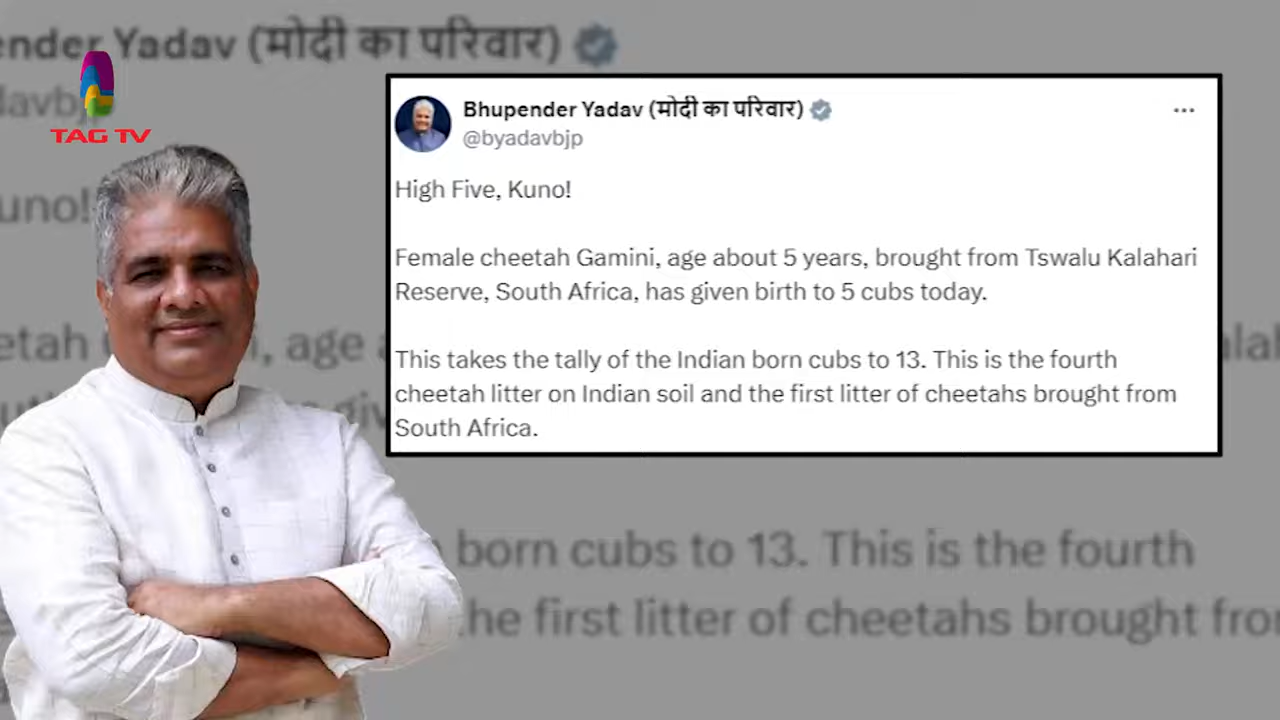 ender Yadav (मोदी का परिवार)
TAG TV
Bhupender Yadav (मोदी का परिवार)
@byadavbjp
High Five, Kuno!
Female cheetah Gamini, age about 5 years, brought from Tswalu Kalahari
Reserve, South Africa, has given birth to 5 cubs today.
This takes the tally of the Indian born cubs to 13. This is the fourth
cheetah litter on Indian soil and the first litter of cheetahs brought from
South Africa.
born cubs to 13. This is the fourth
he first litter of cheetahs brought fro